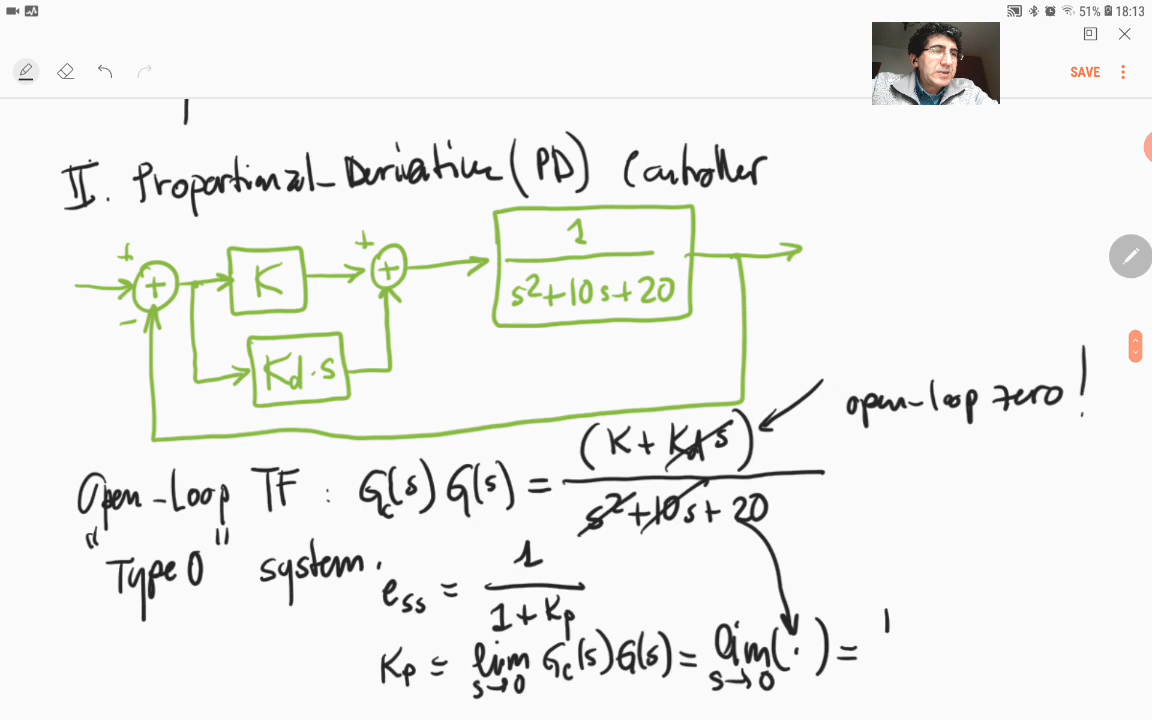 51% 18:13
SAVE
II. Proportional-Derivative (PD) Controller
+ + 1
+ K + s²+10s+20
- Kd.s
open-loop zero!
Open-Loop TF : Gc(s) G(s) = (K + Kds) / s²+10s+20
"Type 0" system.
ess = 1 / 1+Kp
Kp = lim s→0 Gc(s)G(s) = lim s→0 (·) =